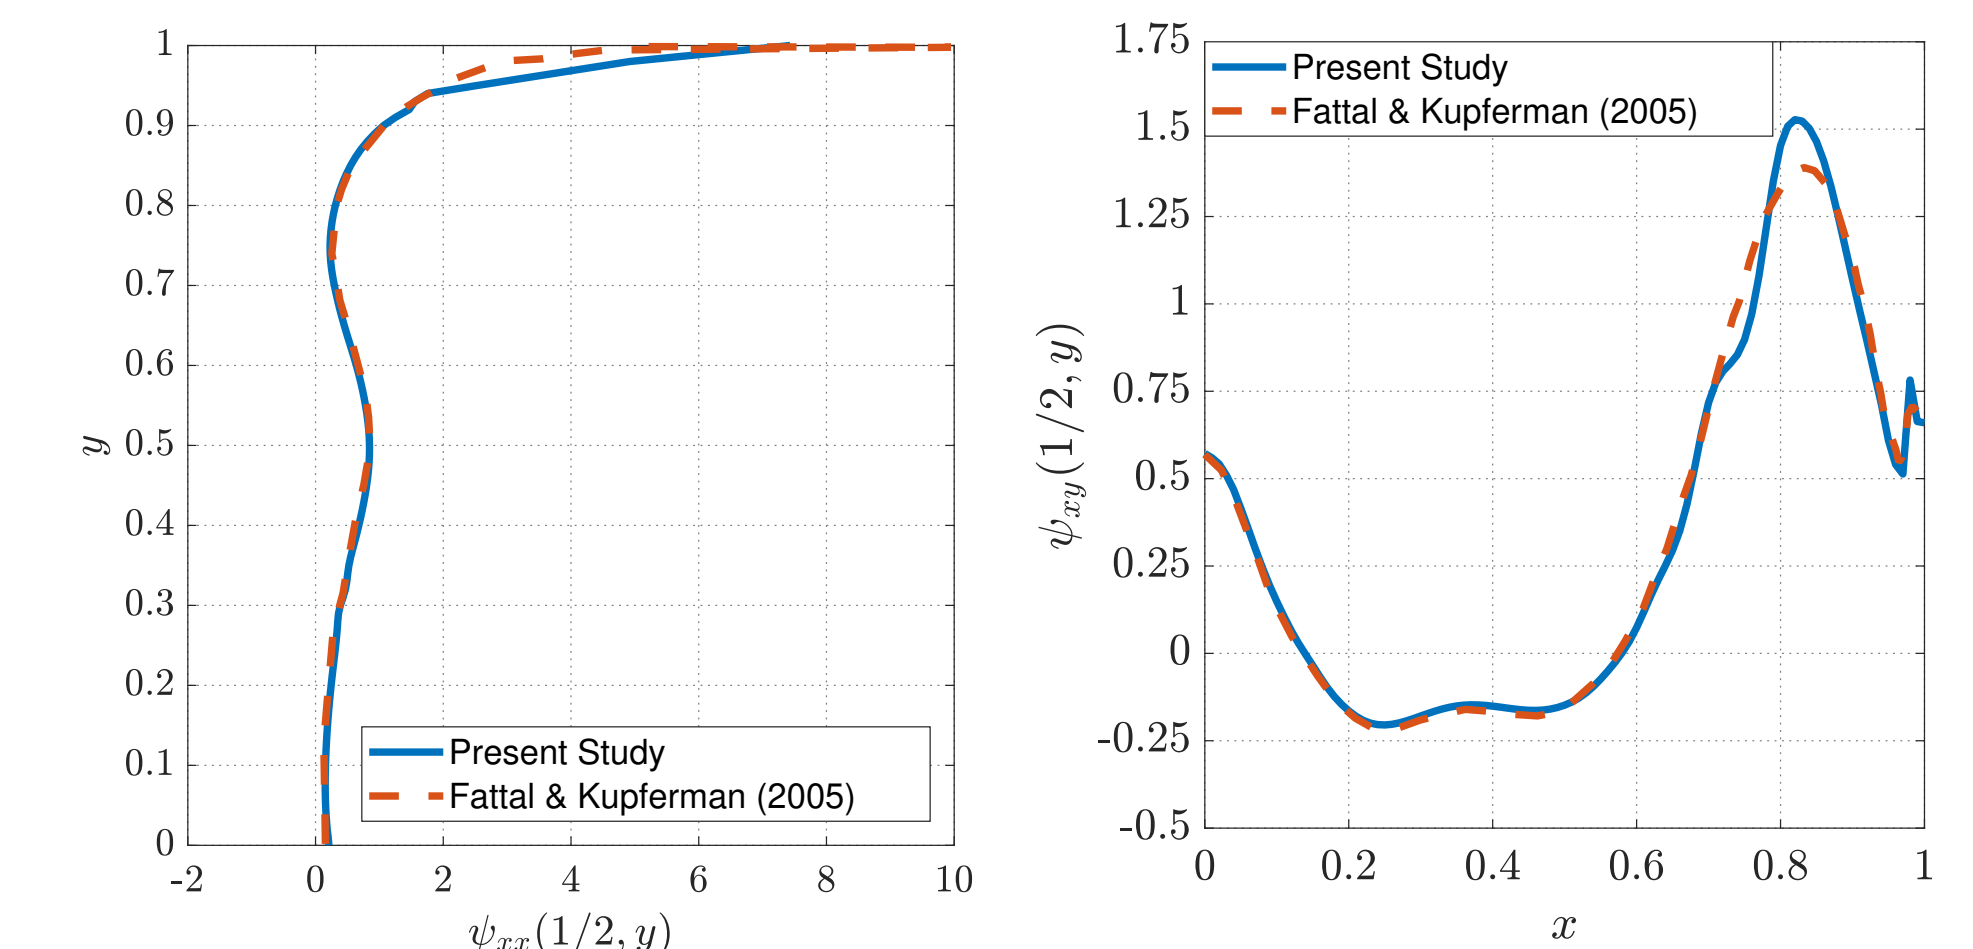 1
0.9
0.8
0.7
0.6
0.5
0.4
0.3
0.2
0.1
0
y
-2 0 2 4 6 8 10
ψxx(1/2, y)
Present Study
Fattal & Kupferman (2005)
1.75
1.5
1.25
1
0.75
0.5
0.25
0
-0.25
-0.5
ψxy(1/2, y)
0 0.2 0.4 0.6 0.8 1
x
Present Study
Fattal & Kupferman (2005)